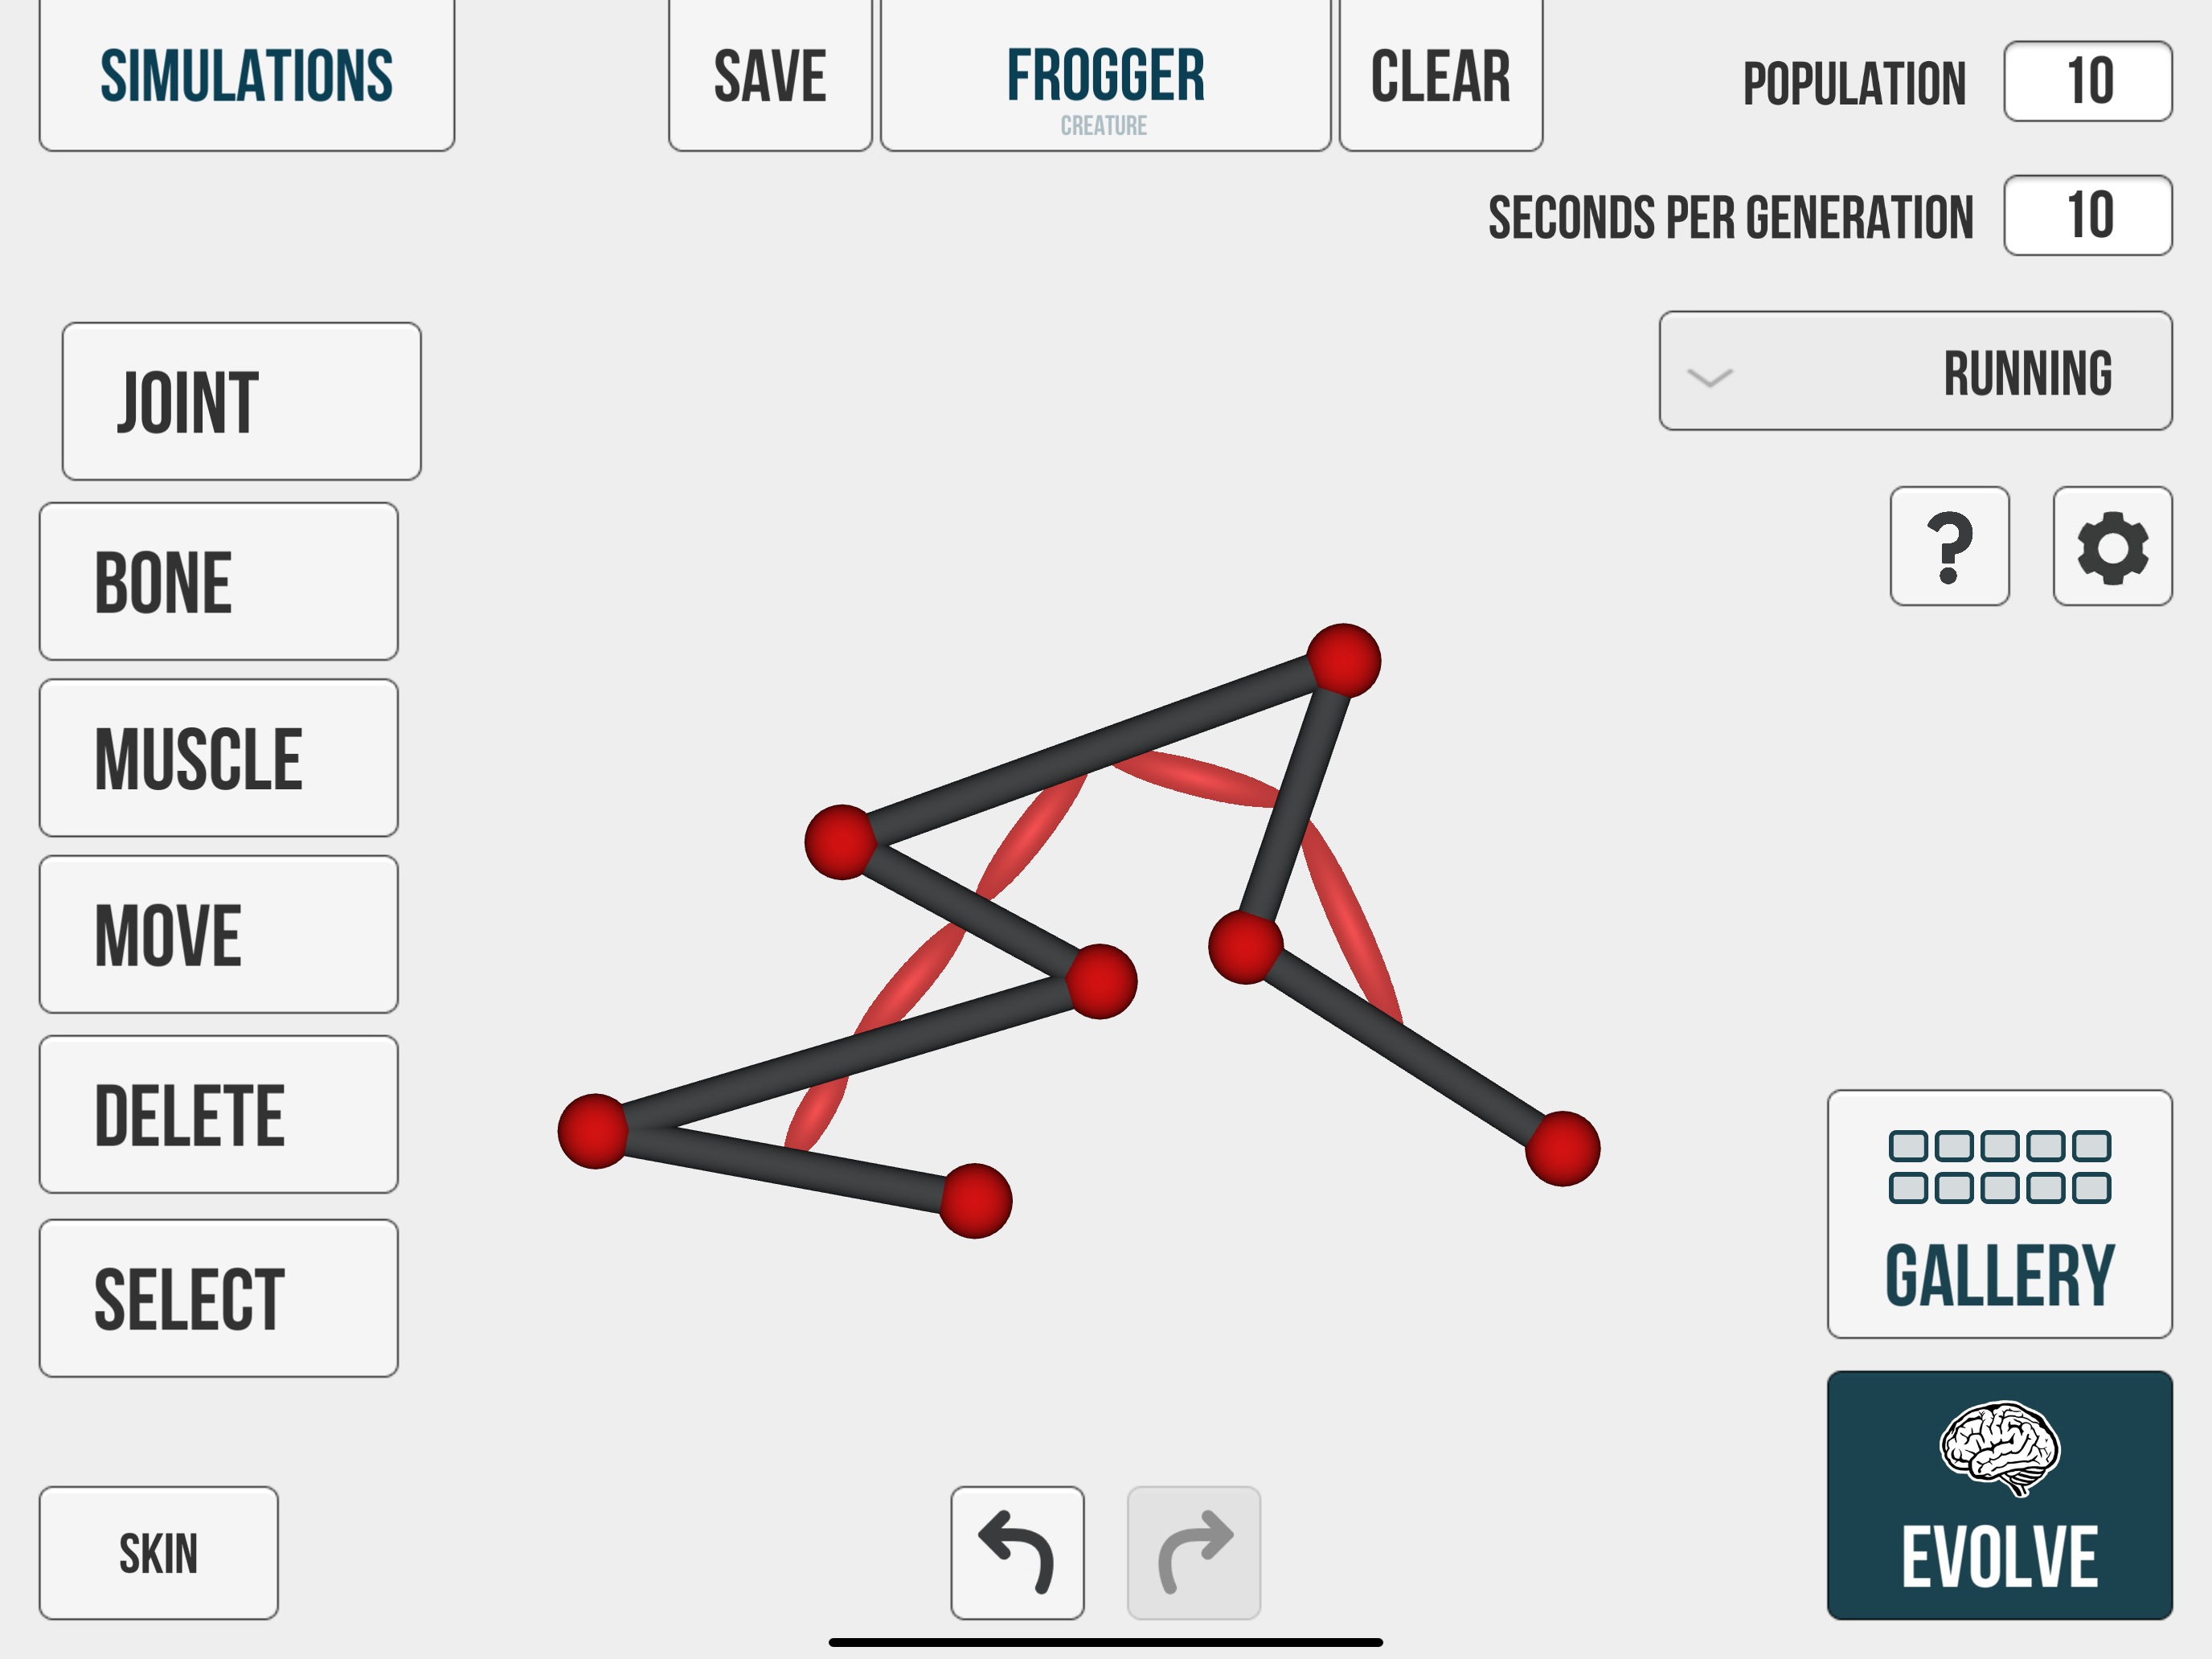 SIMULATIONS
SAVE
FROGGER
CREATURE
CLEAR
POPULATION 10
SECONDS PER GENERATION 10
RUNNING
?
JOINT
BONE
MUSCLE
MOVE
DELETE
SELECT
SKIN
GALLERY
EVOLVE